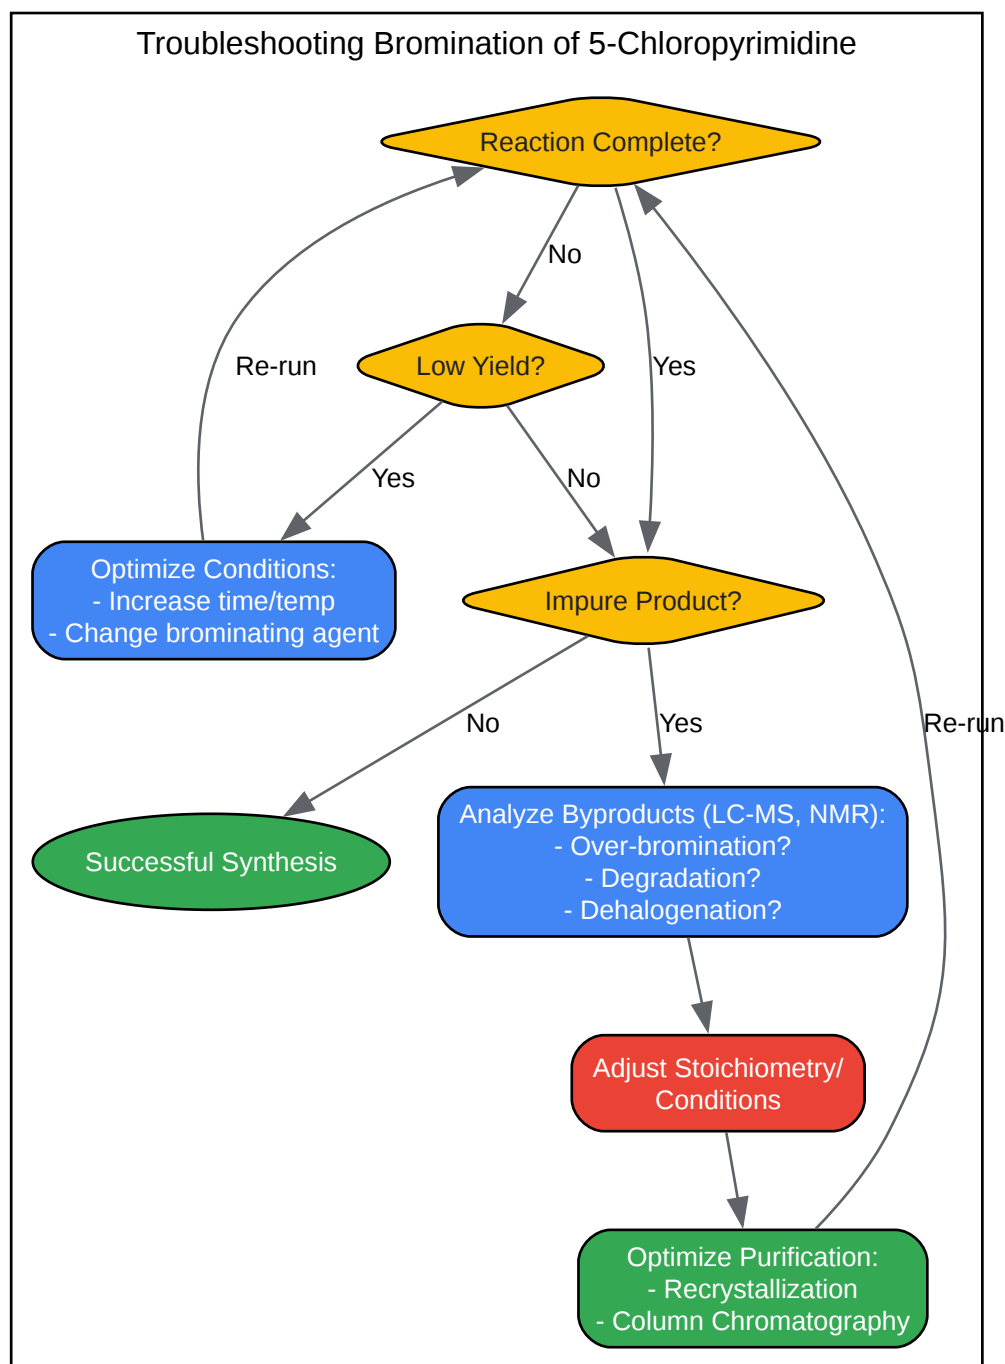 Troubleshooting Bromination of 5-Chloropyrimidine
Reaction Complete?
No
Low Yield?
Re-run
Yes
Yes
No
Optimize Conditions:
- Increase time/temp
- Change brominating agent
Impure Product?
No
Yes
Re-run
Successful Synthesis
Analyze Byproducts (LC-MS, NMR):
- Over-bromination?
- Degradation?
- Dehalogenation?
Adjust Stoichiometry/
Conditions
Optimize Purification:
- Recrystallization
- Column Chromatography